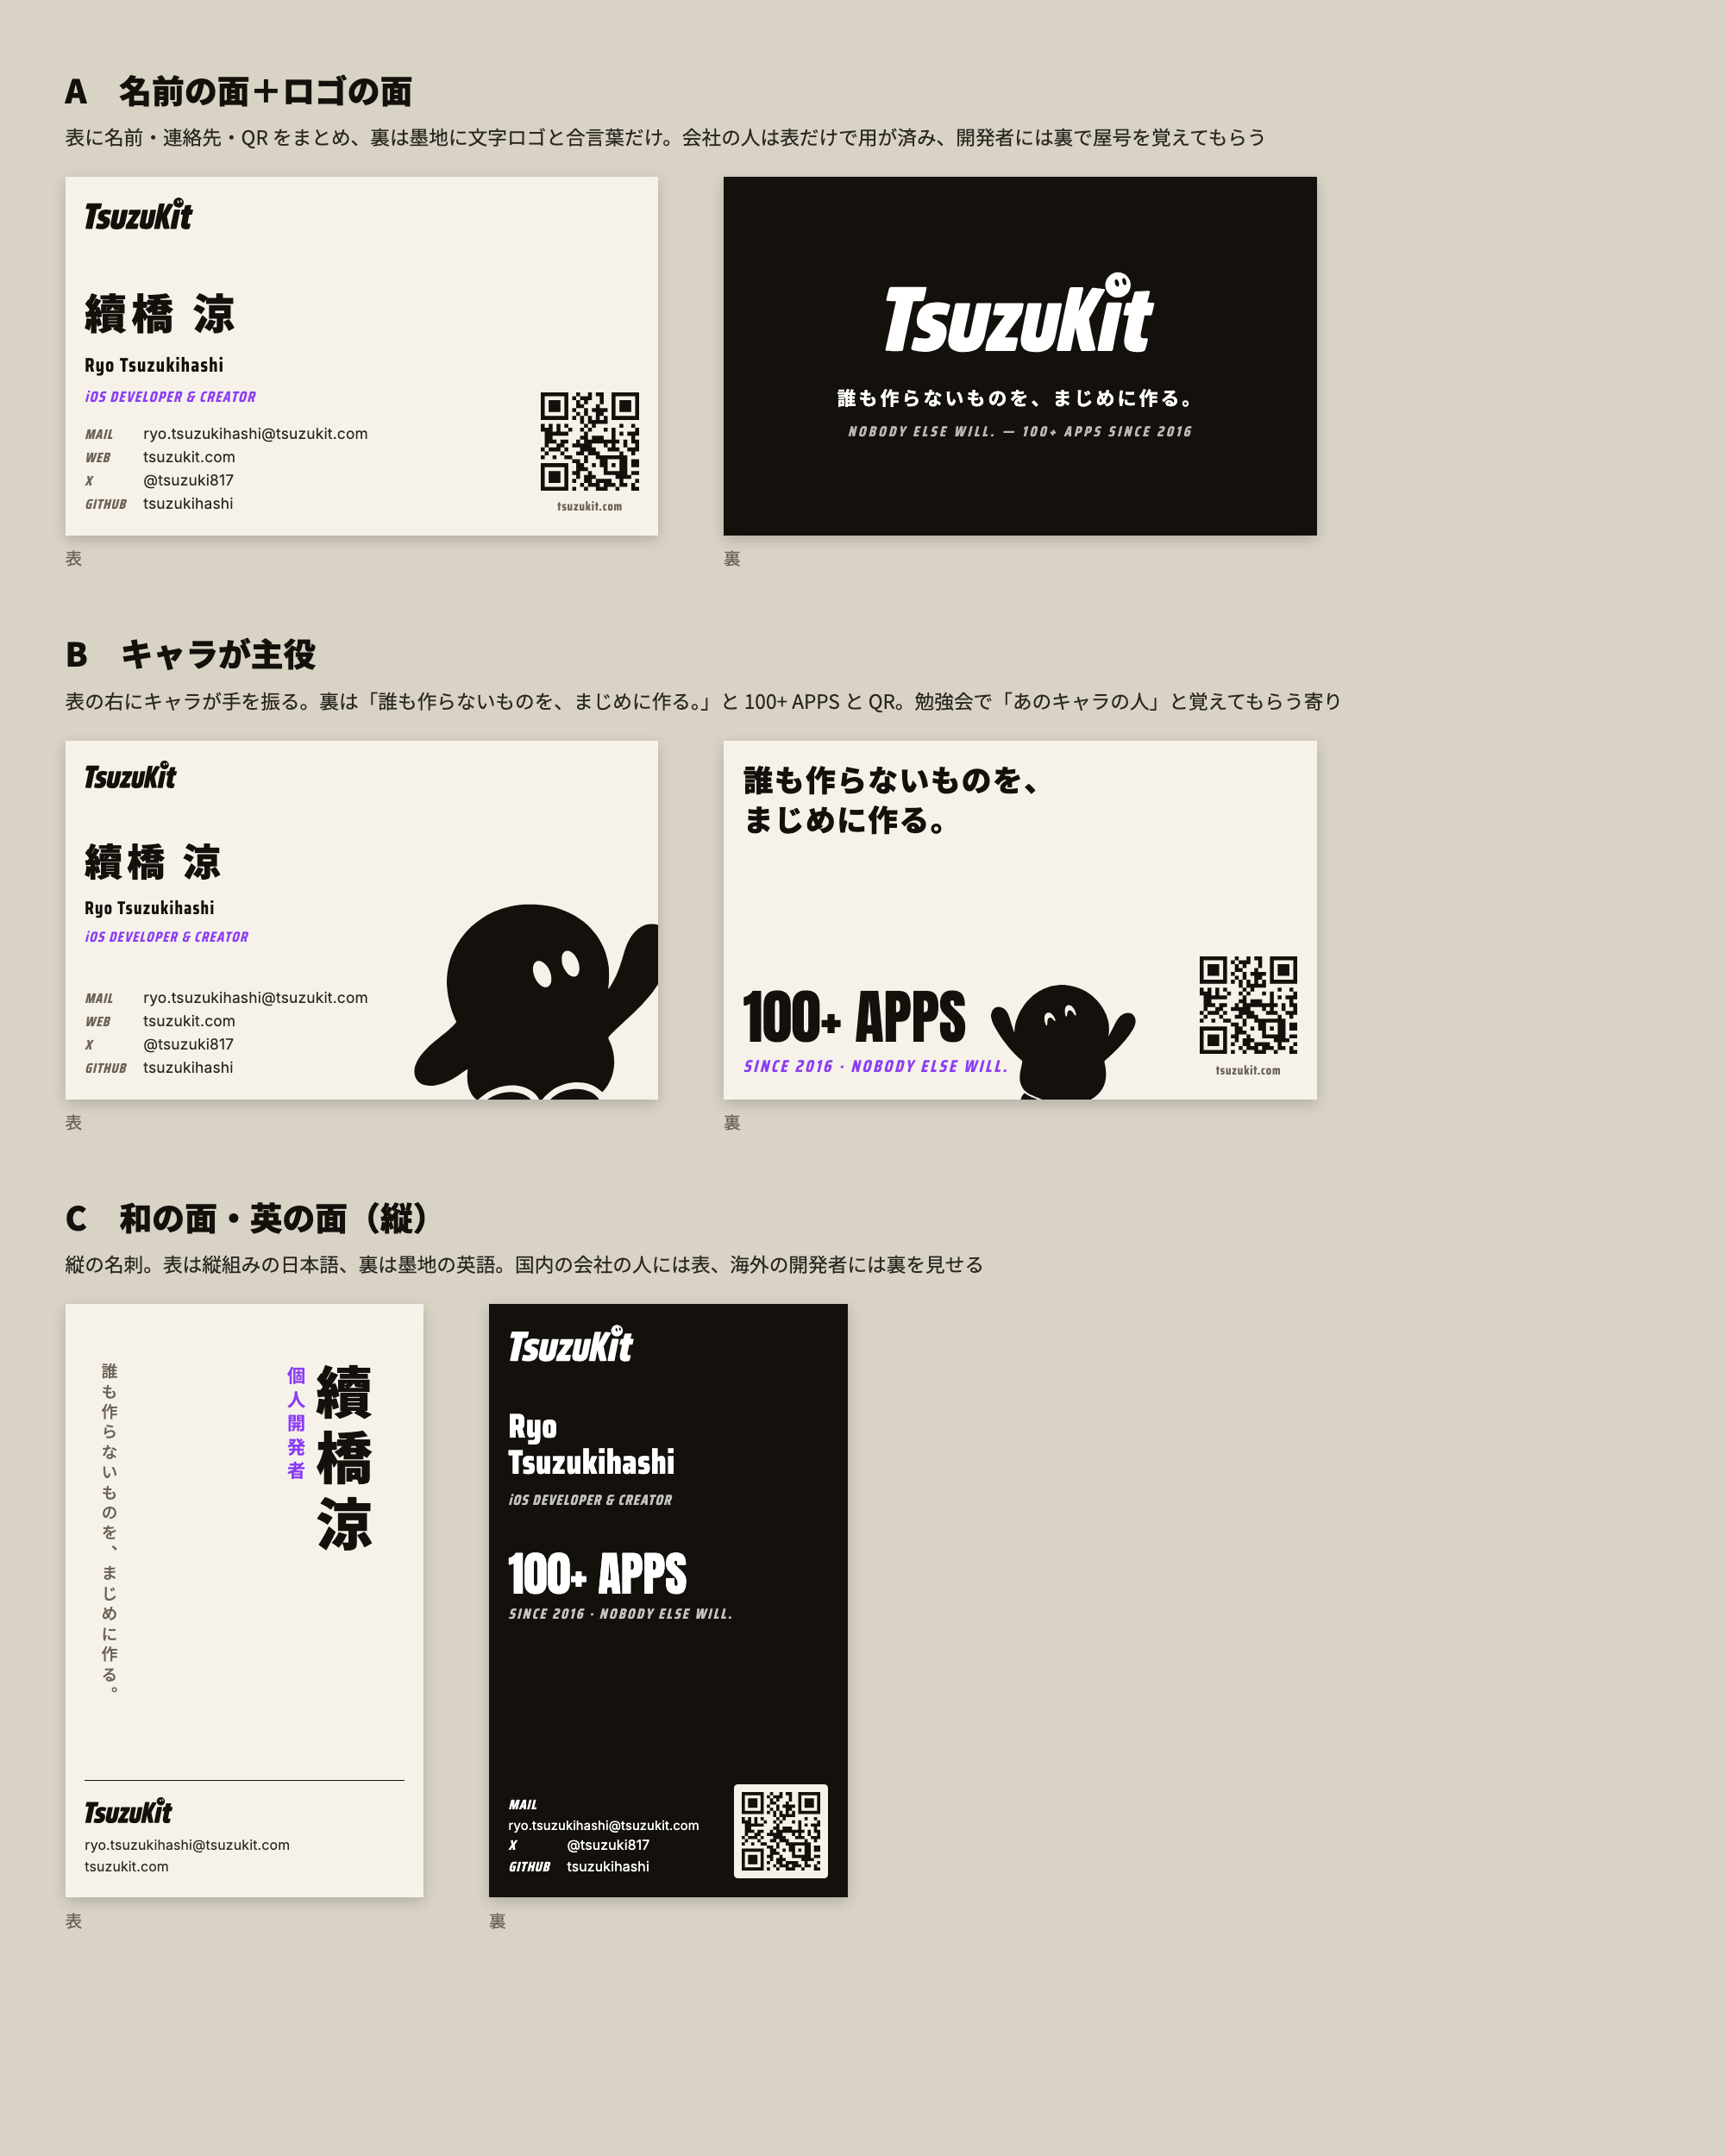 A 名前の面＋ロゴの面
表に名前・連絡先・QR をまとめ、裏は墨地に文字ロゴと合言葉だけ。会社の人は表だけで用が済み、開発者には裏で屋号を覚えてもらう
TsuzuKit
續橋 涼
Ryo Tsuzukihashi
iOS DEVELOPER & CREATOR
MAIL ryo.tsuzukihashi@tsuzukit.com
WEB tsuzukit.com
X @tsuzuki817
GITHUB tsuzukihashi
tsuzukit.com
表
TsuzuKit
誰も作らないものを、まじめに作る。
NOBODY ELSE WILL. — 100+ APPS SINCE 2016
裏
B キャラが主役
表の右にキャラが手を振る。裏は「誰も作らないものを、まじめに作る。」と 100+ APPS と QR。勉強会で「あのキャラの人」と覚えてもらう寄り
TsuzuKit
續橋 涼
Ryo Tsuzukihashi
iOS DEVELOPER & CREATOR
MAIL ryo.tsuzukihashi@tsuzukit.com
WEB tsuzukit.com
X @tsuzuki817
GITHUB tsuzukihashi
表
誰も作らないものを、
まじめに作る。
100+ APPS
SINCE 2016 · NOBODY ELSE WILL.
tsuzukit.com
裏
C 和の面・英の面（縦）
縦の名刺。表は縦組みの日本語、裏は墨地の英語。国内の会社の人には表、海外の開発者には裏を見せる
續橋涼
個人開発者
誰も作らないものを、まじめに作る。
TsuzuKit
ryo.tsuzukihashi@tsuzukit.com
tsuzukit.com
表
TsuzuKit
Ryo
Tsuzukihashi
iOS DEVELOPER & CREATOR
100+ APPS
SINCE 2016 · NOBODY ELSE WILL.
MAIL
ryo.tsuzukihashi@tsuzukit.com
X @tsuzuki817
GITHUB tsuzukihashi
裏